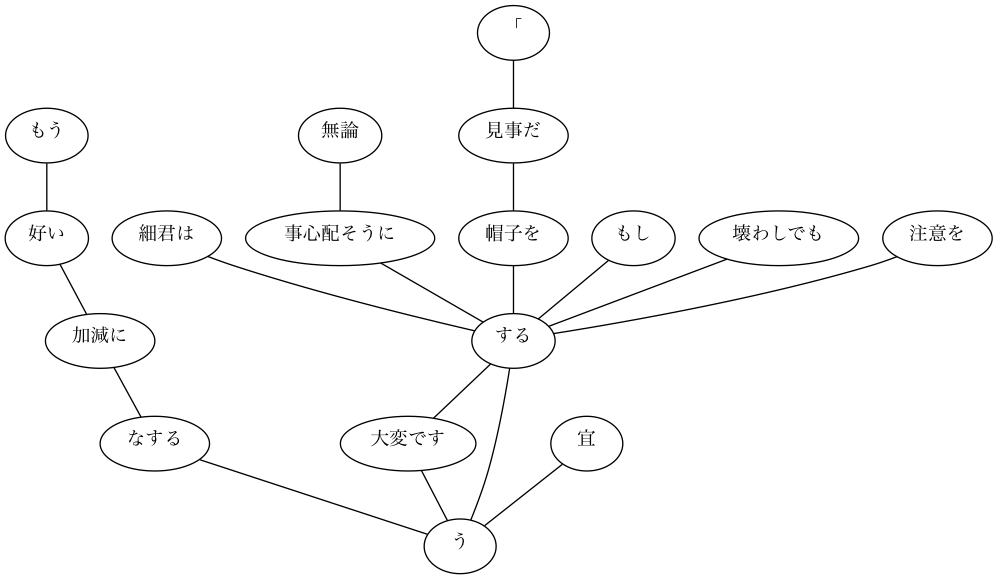 「
もう
無論
見事だ
好い
細君は
事心配そうに
帽子を
もし
壊わしでも
注意を
加減に
する
なする
大変です
宜
う